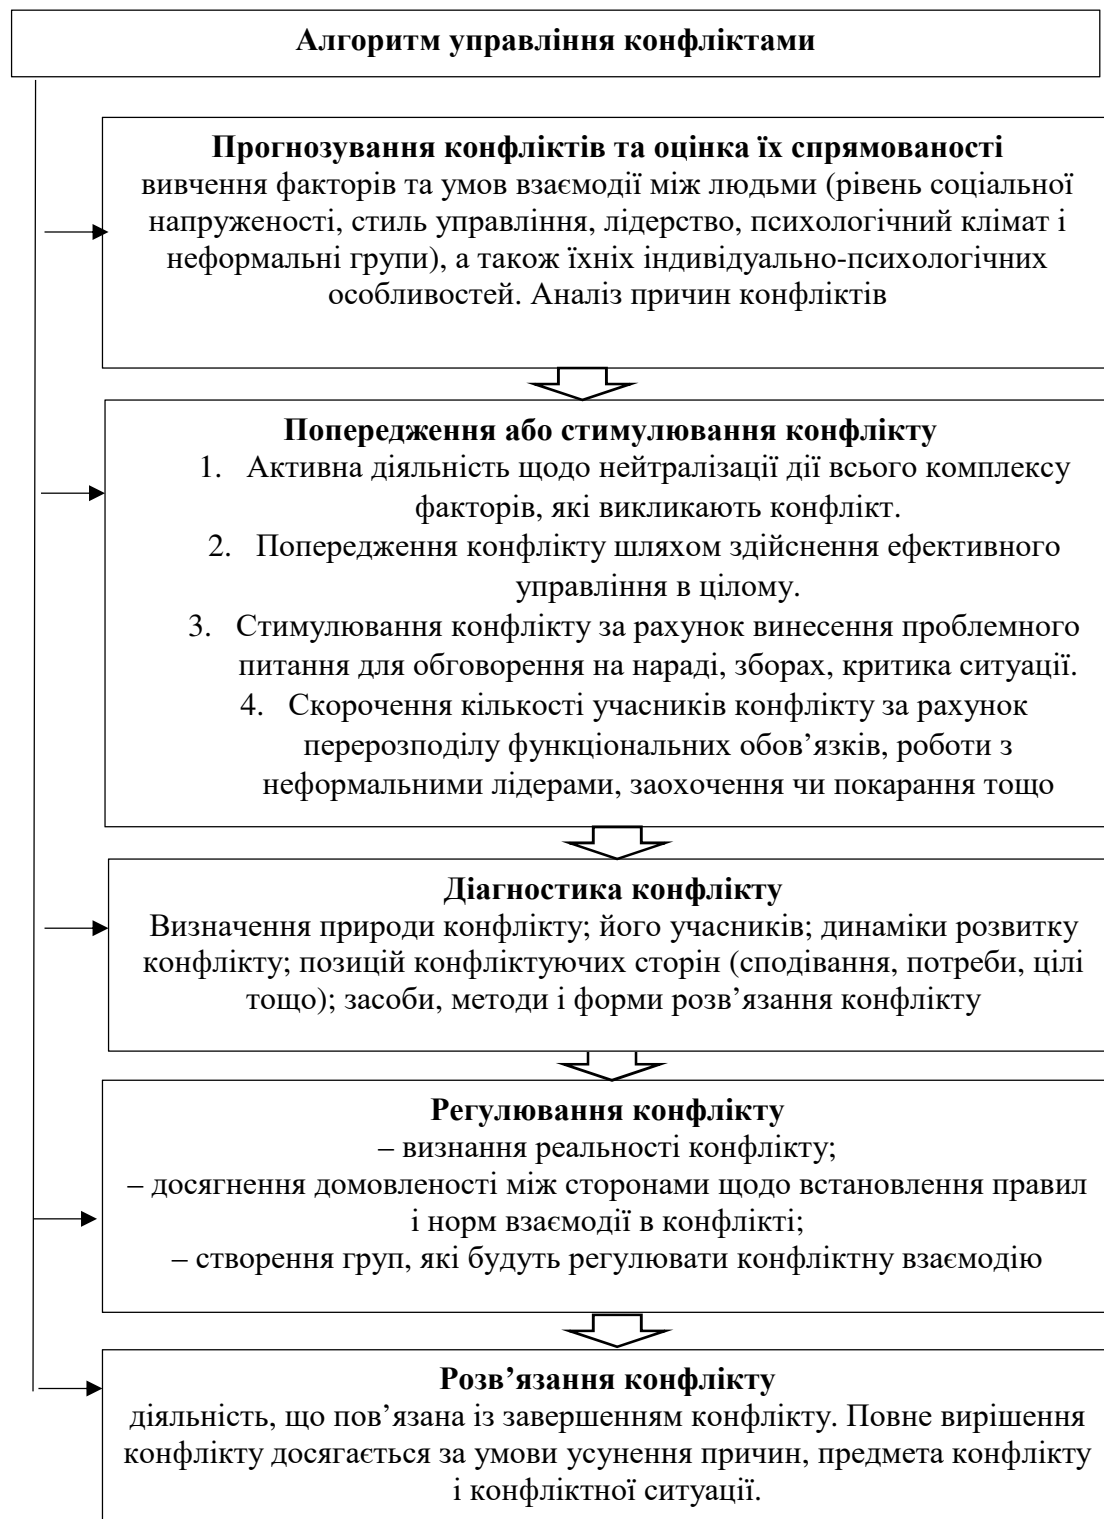 Алгоритм управління конфліктами
Прогнозування конфліктів та оцінка їх спрямованості
вивчення факторів та умов взаємодії між людьми (рівень соціальної
напруженості, стиль управління, лідерство, психологічний клімат і
неформальні групи), а також їхніх індивідуально-психологічних
особливостей. Аналіз причин конфліктів
Попередження або стимулювання конфлікту
1. Активна діяльність щодо нейтралізації дії всього комплексу
факторів, які викликають конфлікт.
2. Попередження конфлікту шляхом здійснення ефективного
управління в цілому.
3. Стимулювання конфлікту за рахунок винесення проблемного
питання для обговорення на нараді, зборах, критика ситуації.
4. Скорочення кількості учасників конфлікту за рахунок
перерозподілу функціональних обов’язків, роботи з
неформальними лідерами, заохочення чи покарання тощо
Діагностика конфлікту
Визначення природи конфлікту; його учасників; динаміки розвитку
конфлікту; позицій конфліктуючих сторін (сподівання, потреби, цілі
тощо); засоби, методи і форми розв’язання конфлікту
Регулювання конфлікту
– визнання реальності конфлікту;
– досягнення домовленості між сторонами щодо встановлення правил
і норм взаємодії в конфлікті;
– створення груп, які будуть регулювати конфліктну взаємодію
Розв’язання конфлікту
діяльність, що пов’язана із завершенням конфлікту. Повне вирішення
конфлікту досягається за умови усунення причин, предмета конфлікту
і конфліктної ситуації.